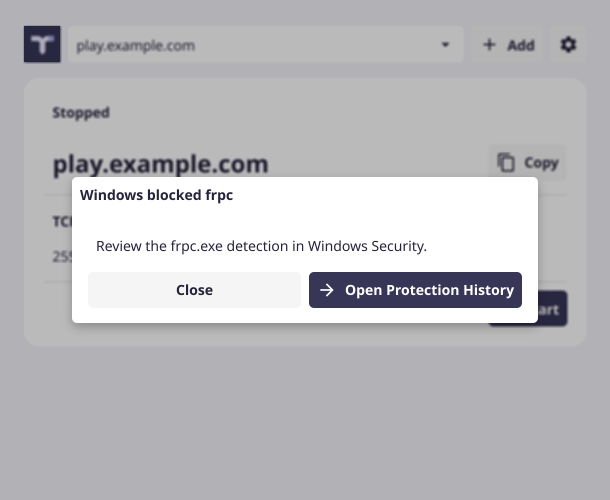 play.example.com
Add
Stopped
play.example.com
Copy
Windows blocked frpc
Review the frpc.exe detection in Windows Security.
Close
Open Protection History